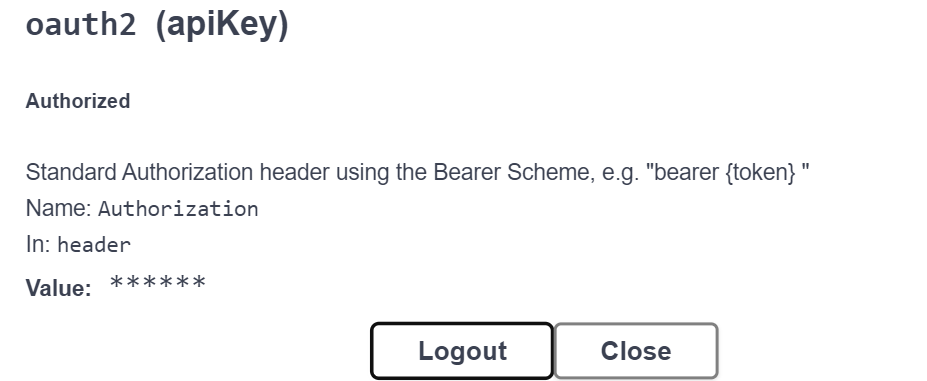 oauth2 (apiKey)
Authorized
Standard Authorization header using the Bearer Scheme, e.g. "bearer {token} "
Name: Authorization
In: header
Value: ******
Logout Close